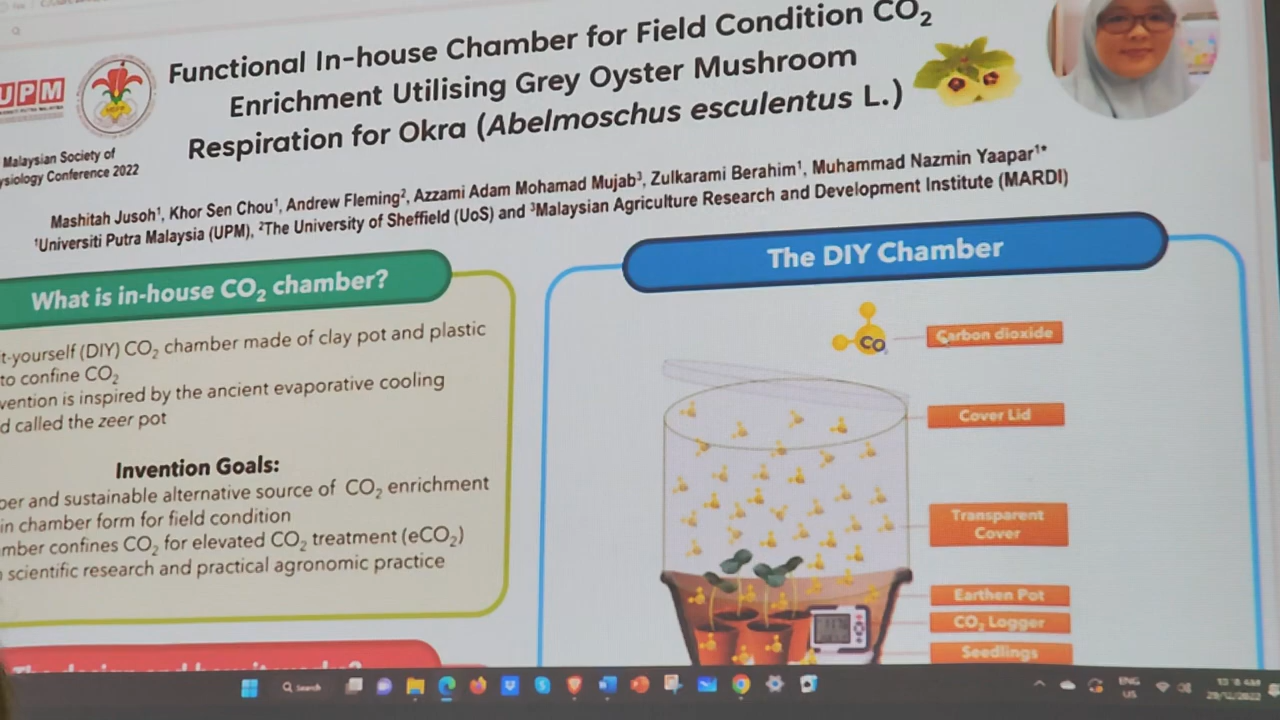 UPM
Functional In-house Chamber for Field Condition CO₂
Enrichment Utilising Grey Oyster Mushroom
Respiration for Okra (Abelmoschus esculentus L.)
Malaysian Society of
ysiology Conference 2022
Mashitah Jusoh¹, Khor Sen Chou¹, Andrew Fleming², Azzami Adam Mohamad Mujab³, Zulkarami Berahim¹, Muhammad Nazmin Yaapar¹*
¹Universiti Putra Malaysia (UPM), ²The University of Sheffield (UoS) and ³Malaysian Agriculture Research and Development Institute (MARDI)
What is in-house CO₂ chamber?
t-yourself (DIY) CO₂ chamber made of clay pot and plastic
to confine CO₂
vention is inspired by the ancient evaporative cooling
d called the zeer pot
Invention Goals:
per and sustainable alternative source of CO₂ enrichment
in chamber form for field condition
mber confines CO₂ for elevated CO₂ treatment (eCO₂)
scientific research and practical agronomic practice
The DIY Chamber
CO
Carbon dioxide
Cover Lid
Transparent
Cover
Earthen Pot
CO₂ Logger
Seedlings
Search
ENG
US
29/12/2022